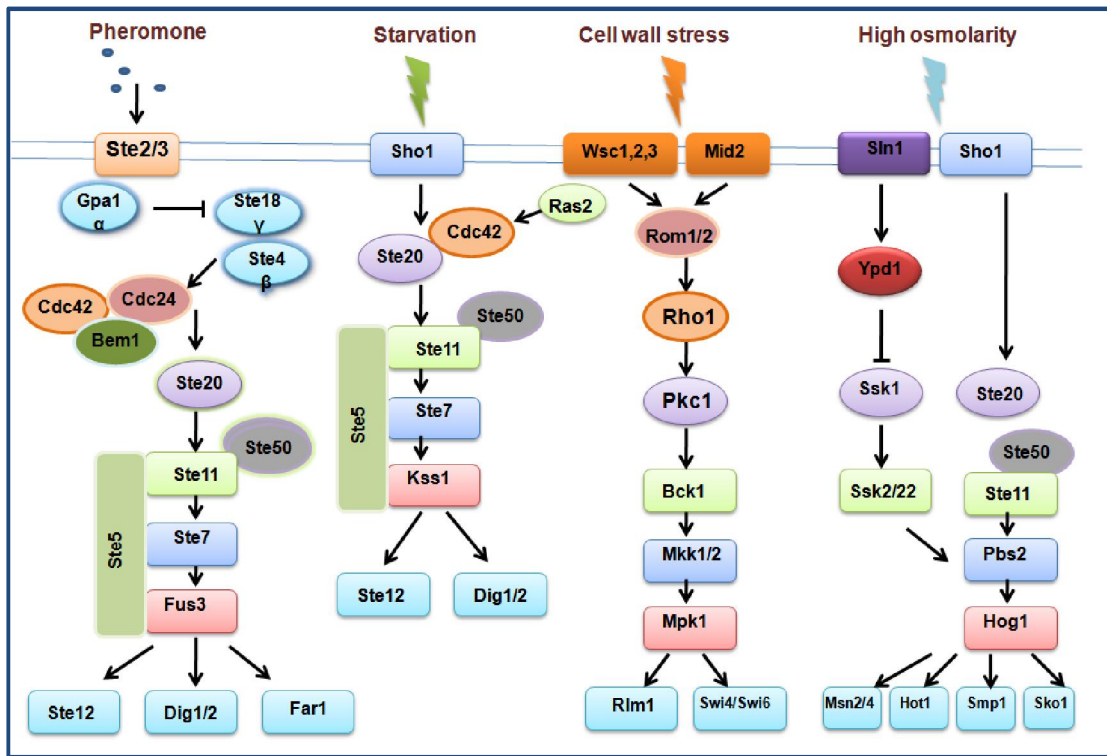 Pheromone
Starvation
Cell wall stress
High osmolarity
Ste2/3
Sho1
Wsc1,2,3
Mid2
Sln1
Sho1
Gpa1
α
Ste18
γ
Ste4
β
Cdc42
Cdc24
Bem1
Ste20
Ste50
Ste5
Ste11
Ste7
Fus3
Ste12
Dig1/2
Far1
Ras2
Cdc42
Ste20
Ste50
Ste5
Ste11
Ste7
Kss1
Ste12
Dig1/2
Rom1/2
Rho1
Pkc1
Bck1
Mkk1/2
Mpk1
Rlm1
Swi4/Swi6
Ypd1
Ssk1
Ssk2/22
Ste20
Ste50
Ste11
Pbs2
Hog1
Msn2/4
Hot1
Smp1
Sko1